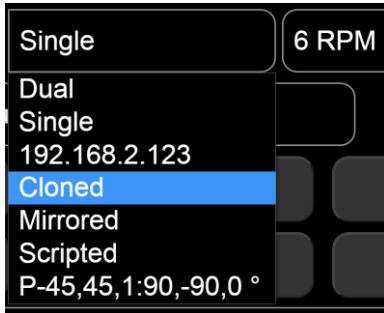 Single
6 RPM
Dual
Single
192.168.2.123
Cloned
Mirrored
Scripted
P-45,45,1:90,-90,0 °